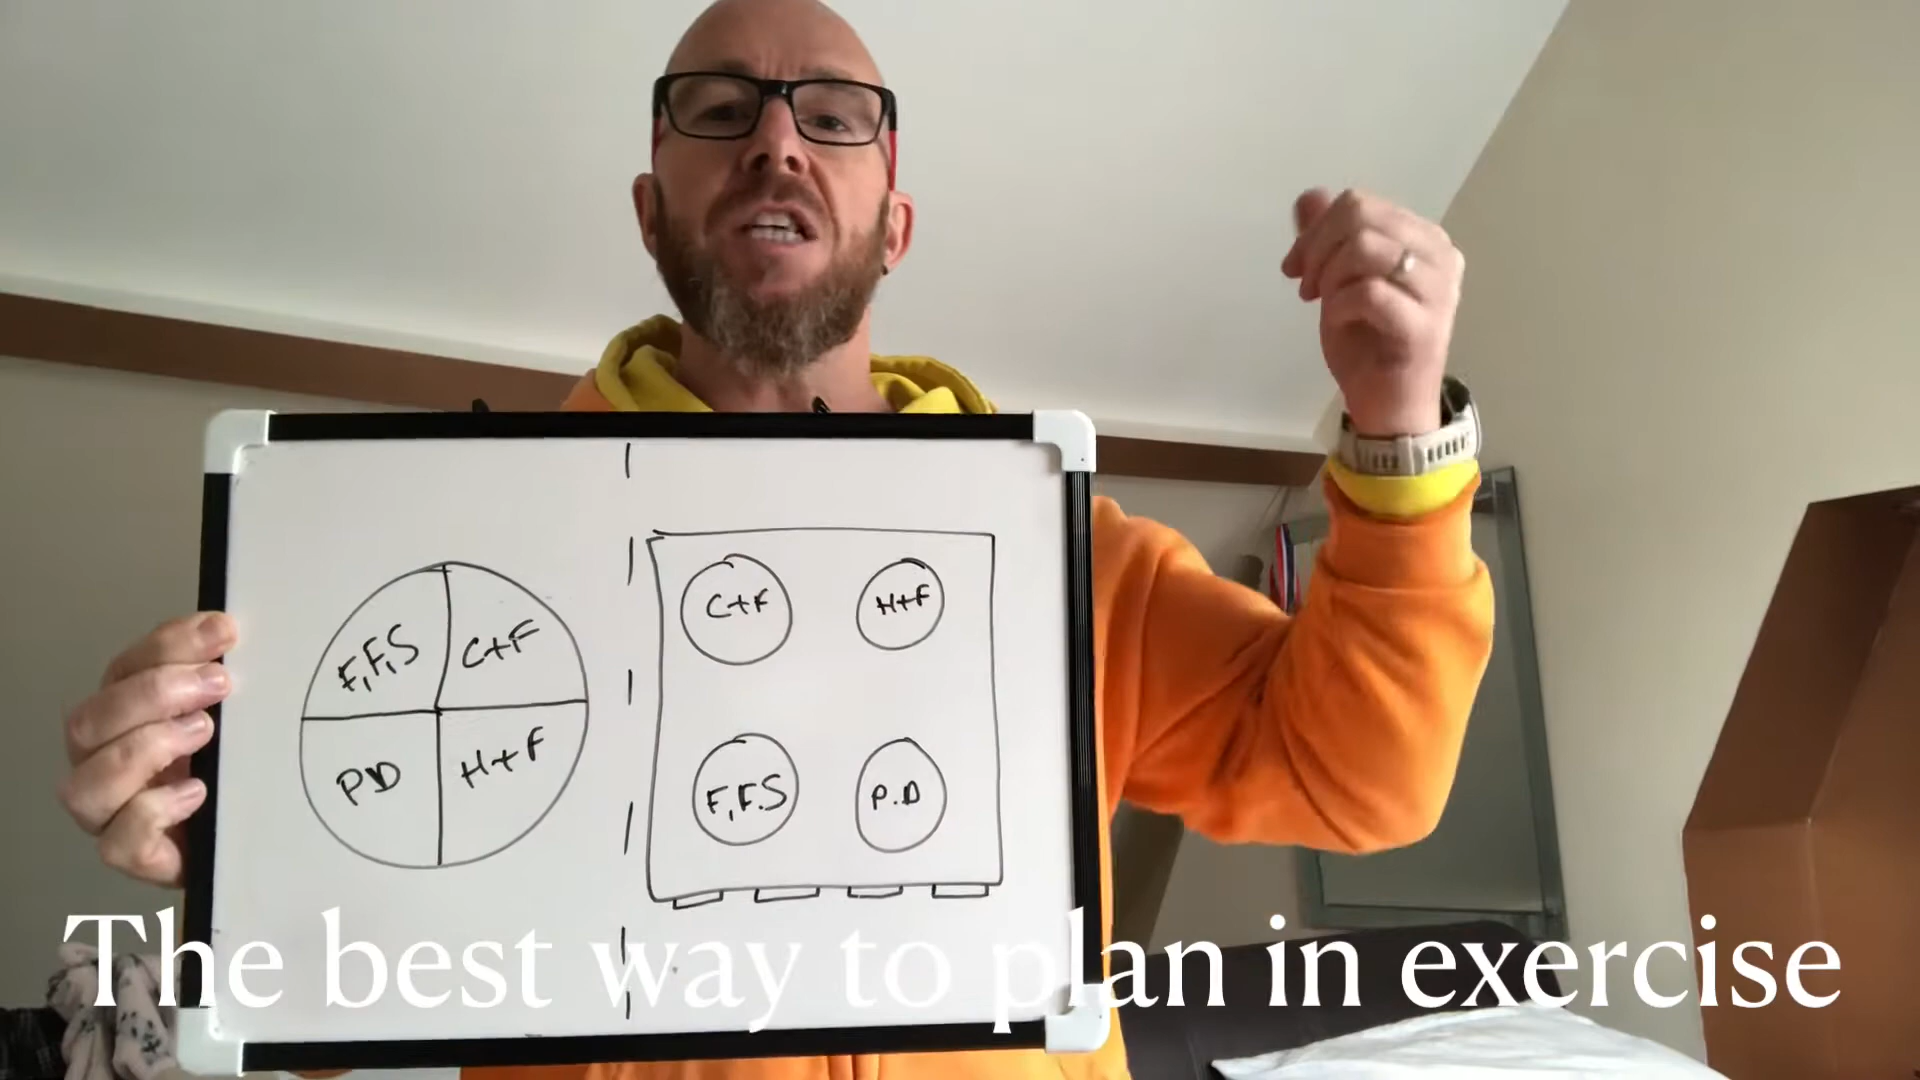 F,F,S
C+F
PD
H+F
C+F
H+F
F,F.S
P.D
The best way to plan in exercise